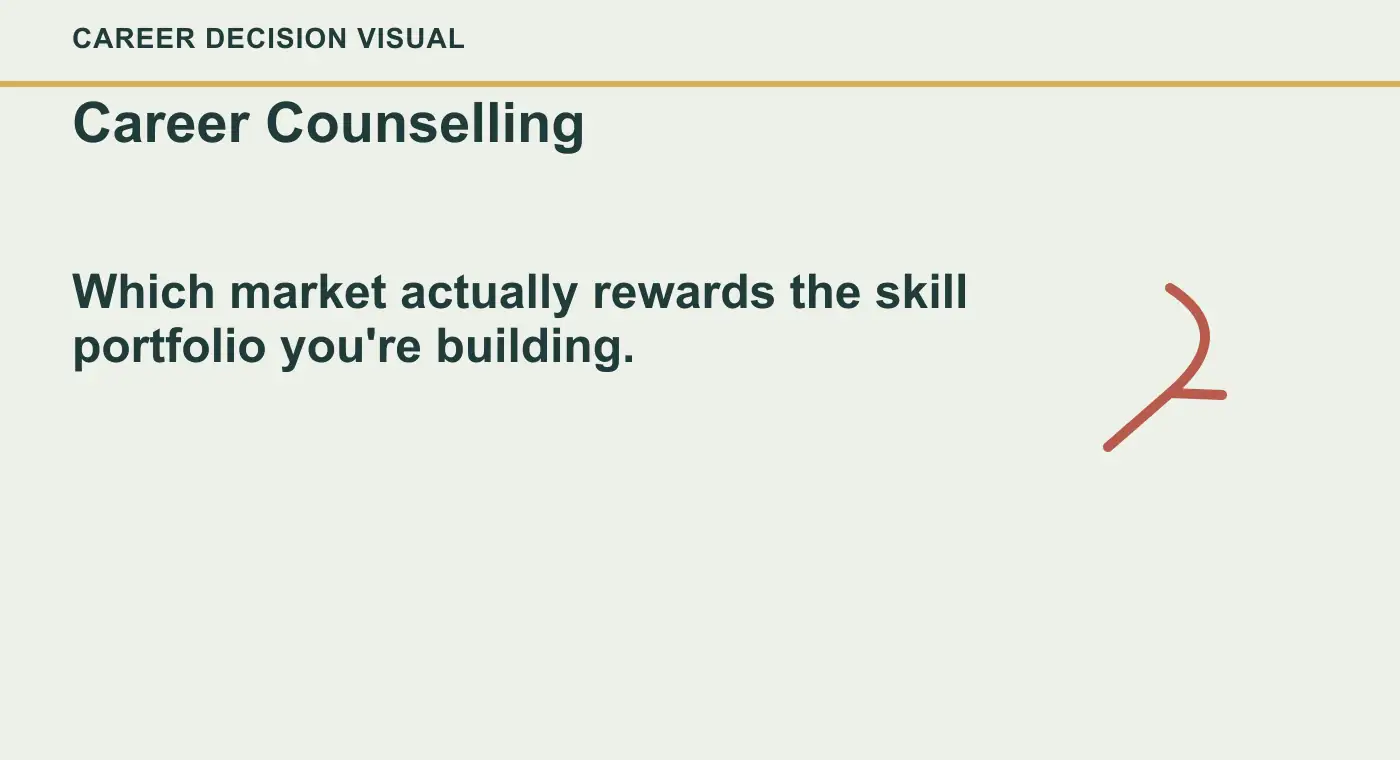 CAREER DECISION VISUAL
Career Counselling
Which market actually rewards the skill
portfolio you're building.